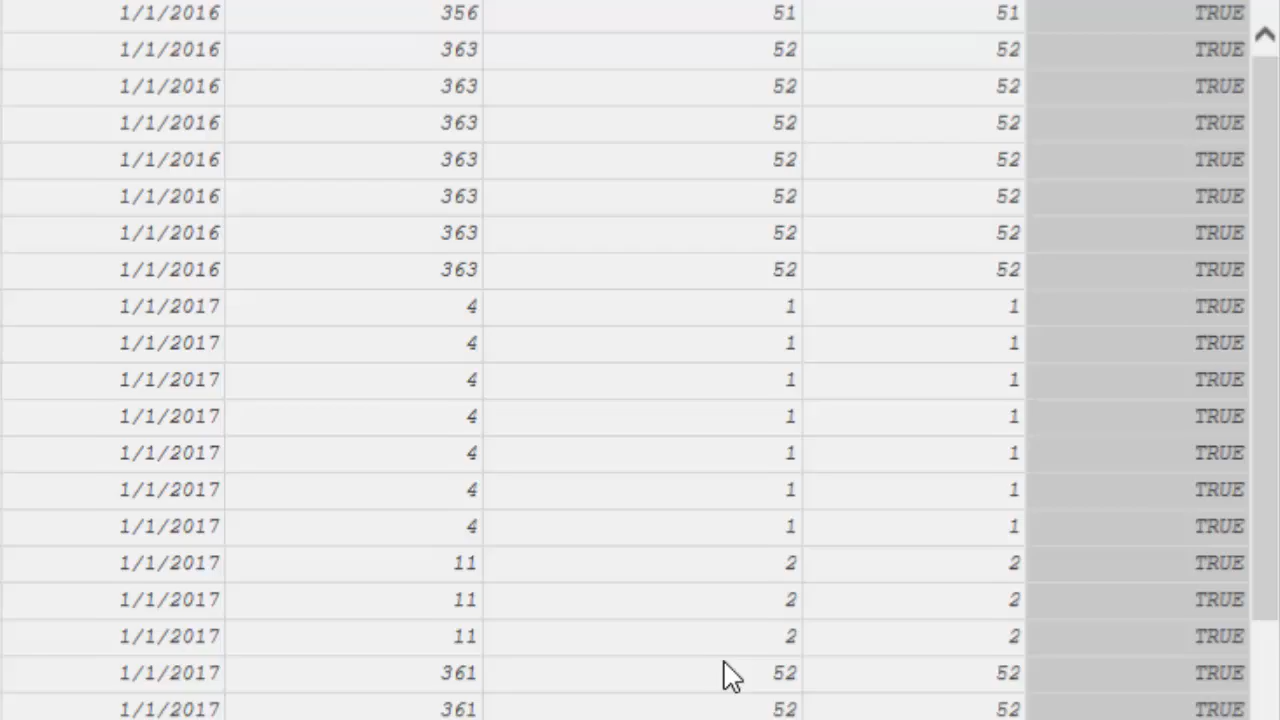 1/1/2016 356 51 51 TRUE
1/1/2016 363 52 52 TRUE
1/1/2016 363 52 52 TRUE
1/1/2016 363 52 52 TRUE
1/1/2016 363 52 52 TRUE
1/1/2016 363 52 52 TRUE
1/1/2016 363 52 52 TRUE
1/1/2016 363 52 52 TRUE
1/1/2017 4 1 1 TRUE
1/1/2017 4 1 1 TRUE
1/1/2017 4 1 1 TRUE
1/1/2017 4 1 1 TRUE
1/1/2017 4 1 1 TRUE
1/1/2017 4 1 1 TRUE
1/1/2017 4 1 1 TRUE
1/1/2017 11 2 2 TRUE
1/1/2017 11 2 2 TRUE
1/1/2017 11 2 2 TRUE
1/1/2017 361 52 52 TRUE
1/1/2017 361 52 52 TRUE